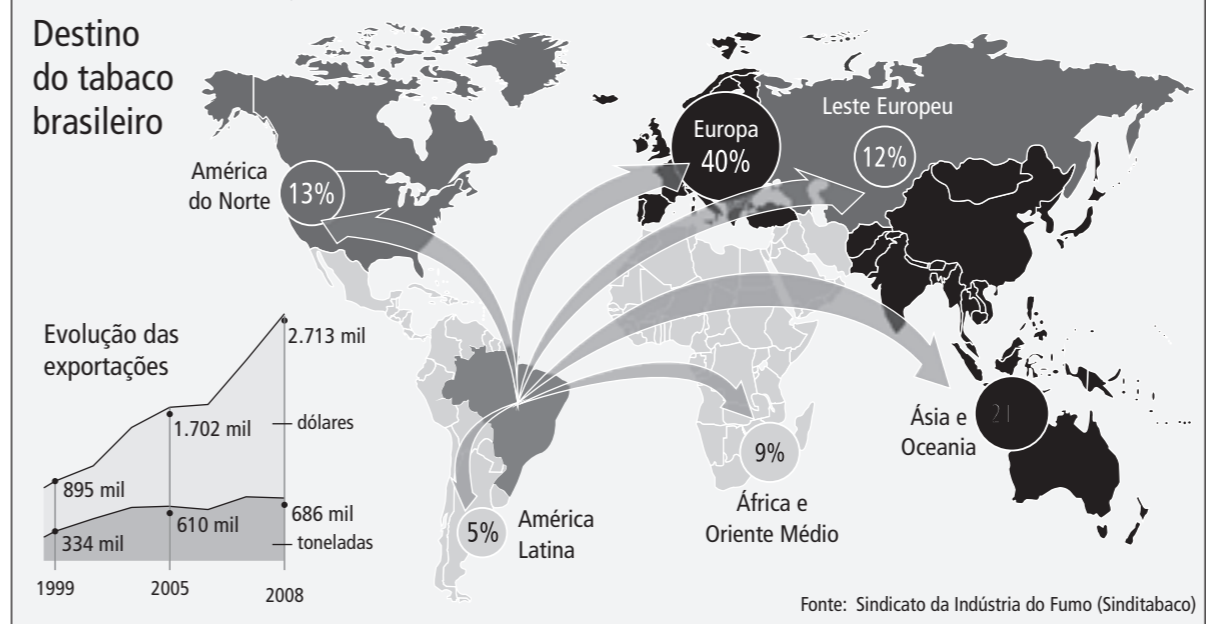 Destino
do tabaco
brasileiro
América
do Norte
13%
Europa
40%
Leste Europeu
12%
Ásia e
Oceania
21
África e
Oriente Médio
9%
América
Latina
5%
Evolução das
exportações
2.713 mil
1.702 mil
dólares
895 mil
686 mil
610 mil
toneladas
334 mil
1999
2005
2008
Fonte: Sindicato da Indústria do Fumo (Sinditabaco)